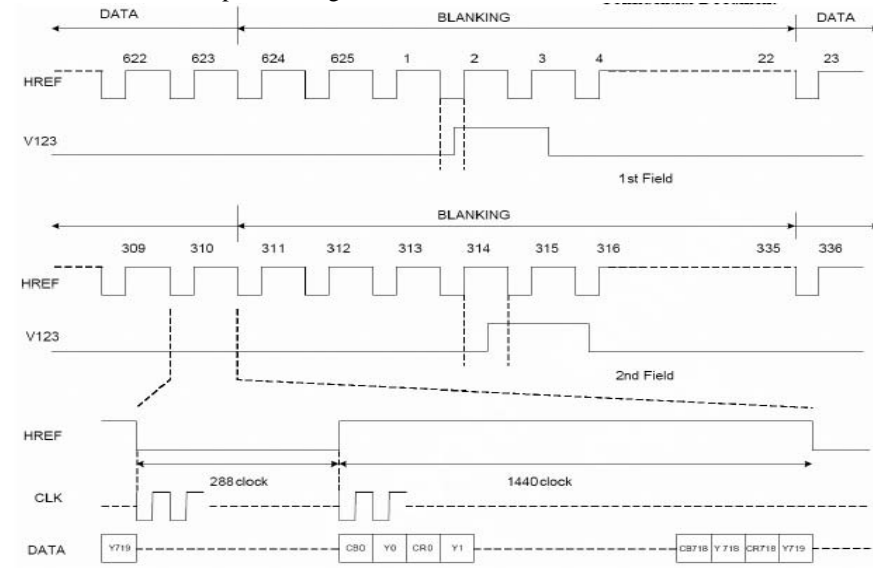 DATA BLANKING DATA
622 623 624 625 1 2 3 4 22 23
HREF
V123
1st Field
BLANKING
309 310 311 312 313 314 315 316 335 336
HREF
V123
2nd Field
HREF
288 clock 1440 clock
CLK
DATA Y719 CB0 Y0 CR0 Y1 CB718 Y718 CR718 Y719